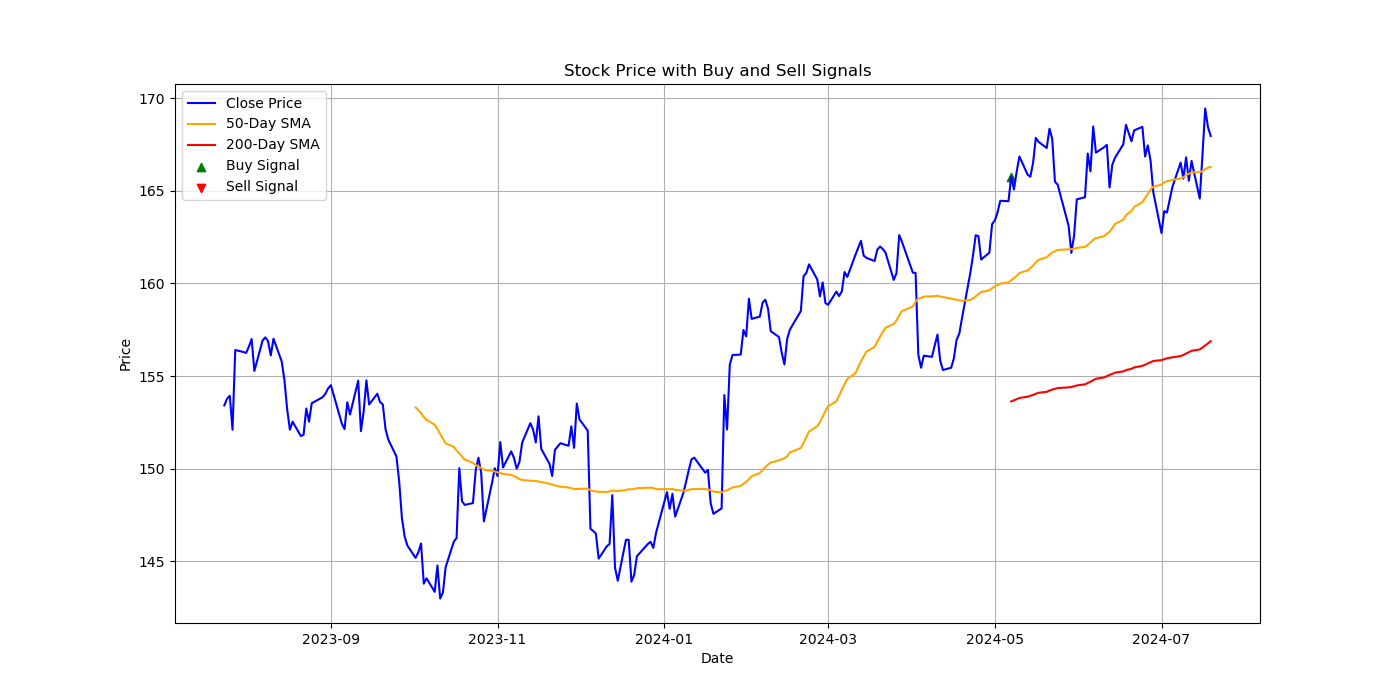 Stock Price with Buy and Sell Signals
Close Price
50-Day SMA
200-Day SMA
Buy Signal
Sell Signal
170
165
160
155
150
145
Price
2023-09
2023-11
2024-01
2024-03
2024-05
2024-07
Date